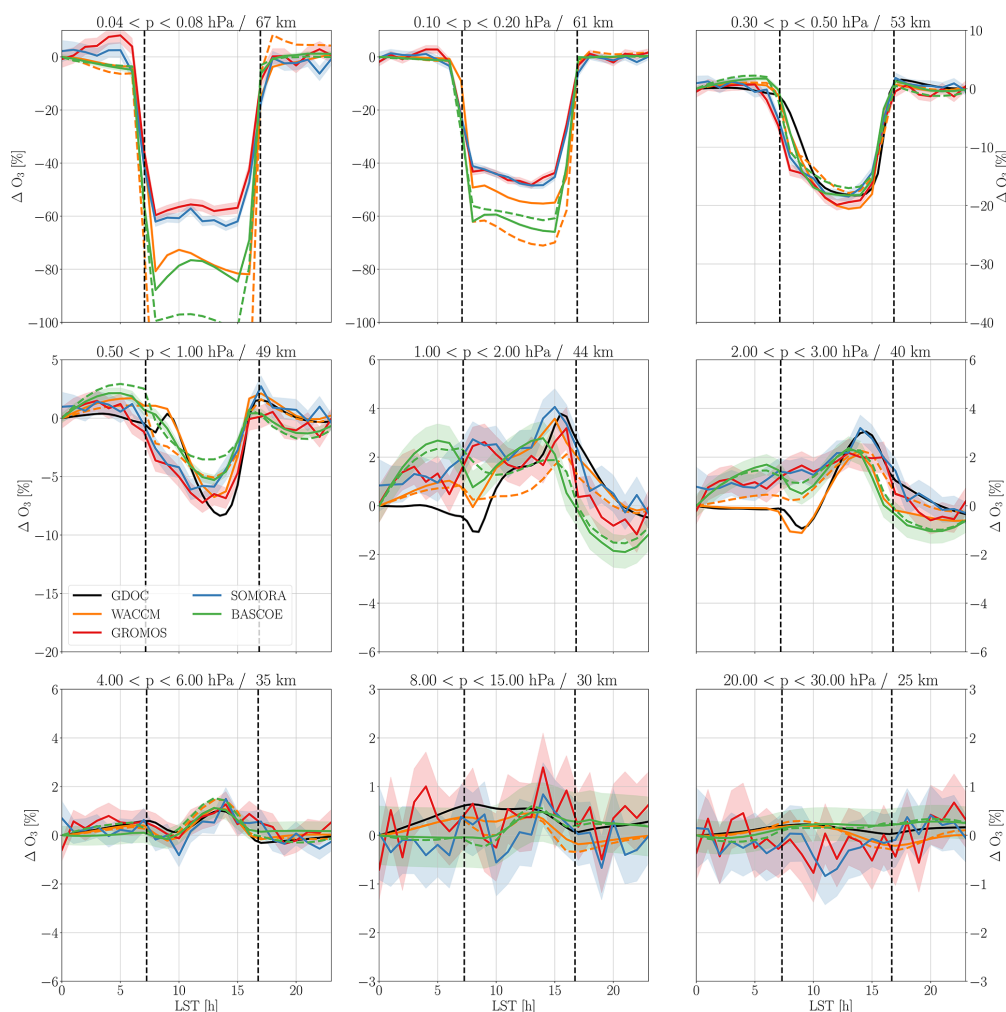 0.04 < p < 0.08 hPa / 67 km
0.10 < p < 0.20 hPa / 61 km
0.30 < p < 0.50 hPa / 53 km
Δ O3 [%]
0
−20
−40
−60
−80
−100
0
−20
−40
−60
−80
−100
10
0
−10
−20
−30
−40
Δ O3 [%]
0.50 < p < 1.00 hPa / 49 km
1.00 < p < 2.00 hPa / 44 km
2.00 < p < 3.00 hPa / 40 km
Δ O3 [%]
5
0
−5
−10
−15
−20
GDOC
WACCM
GROMOS
SOMORA
BASCOE
6
4
2
0
−2
−4
−6
6
4
2
0
−2
−4
−6
Δ O3 [%]
4.00 < p < 6.00 hPa / 35 km
8.00 < p < 15.00 hPa / 30 km
20.00 < p < 30.00 hPa / 25 km
Δ O3 [%]
6
4
2
0
−2
−4
−6
3
2
1
0
−1
−2
−3
3
2
1
0
−1
−2
−3
Δ O3 [%]
0 5 10 15 20
LST [h]
0 5 10 15 20
LST [h]
0 5 10 15 20
LST [h]